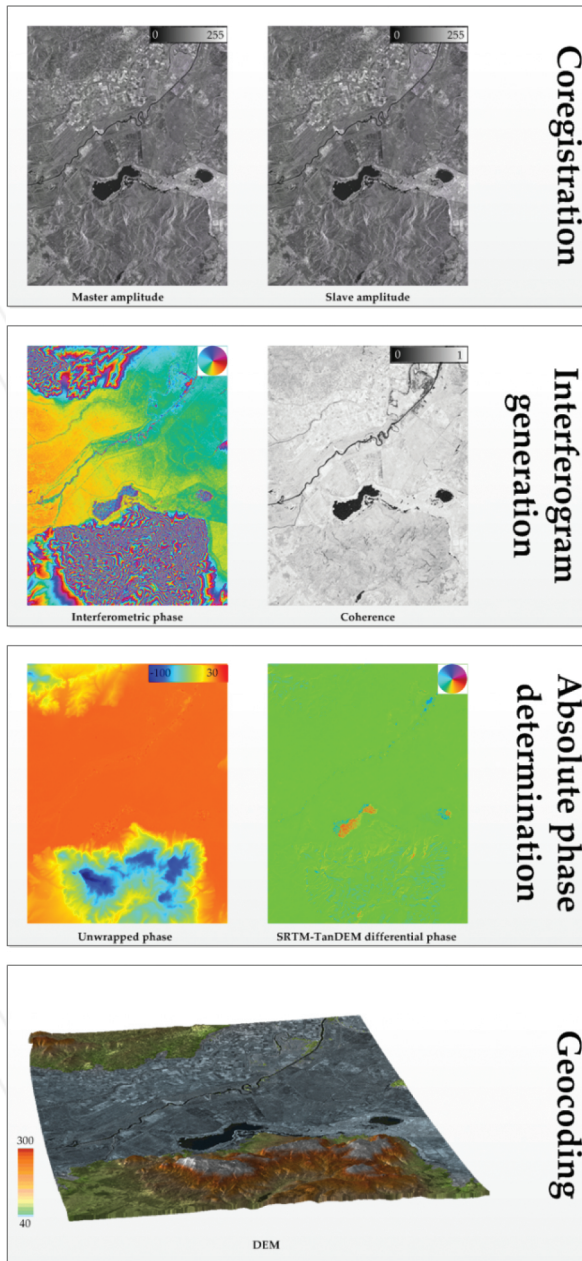 Coregistration
0 255
0 255
Master amplitude
Slave amplitude
Interferogram
generation
0 1
Interferometric phase
Coherence
Absolute phase
determination
-100 30
Unwrapped phase
SRTM-TanDEM differential phase
Geocoding
300
40
DEM